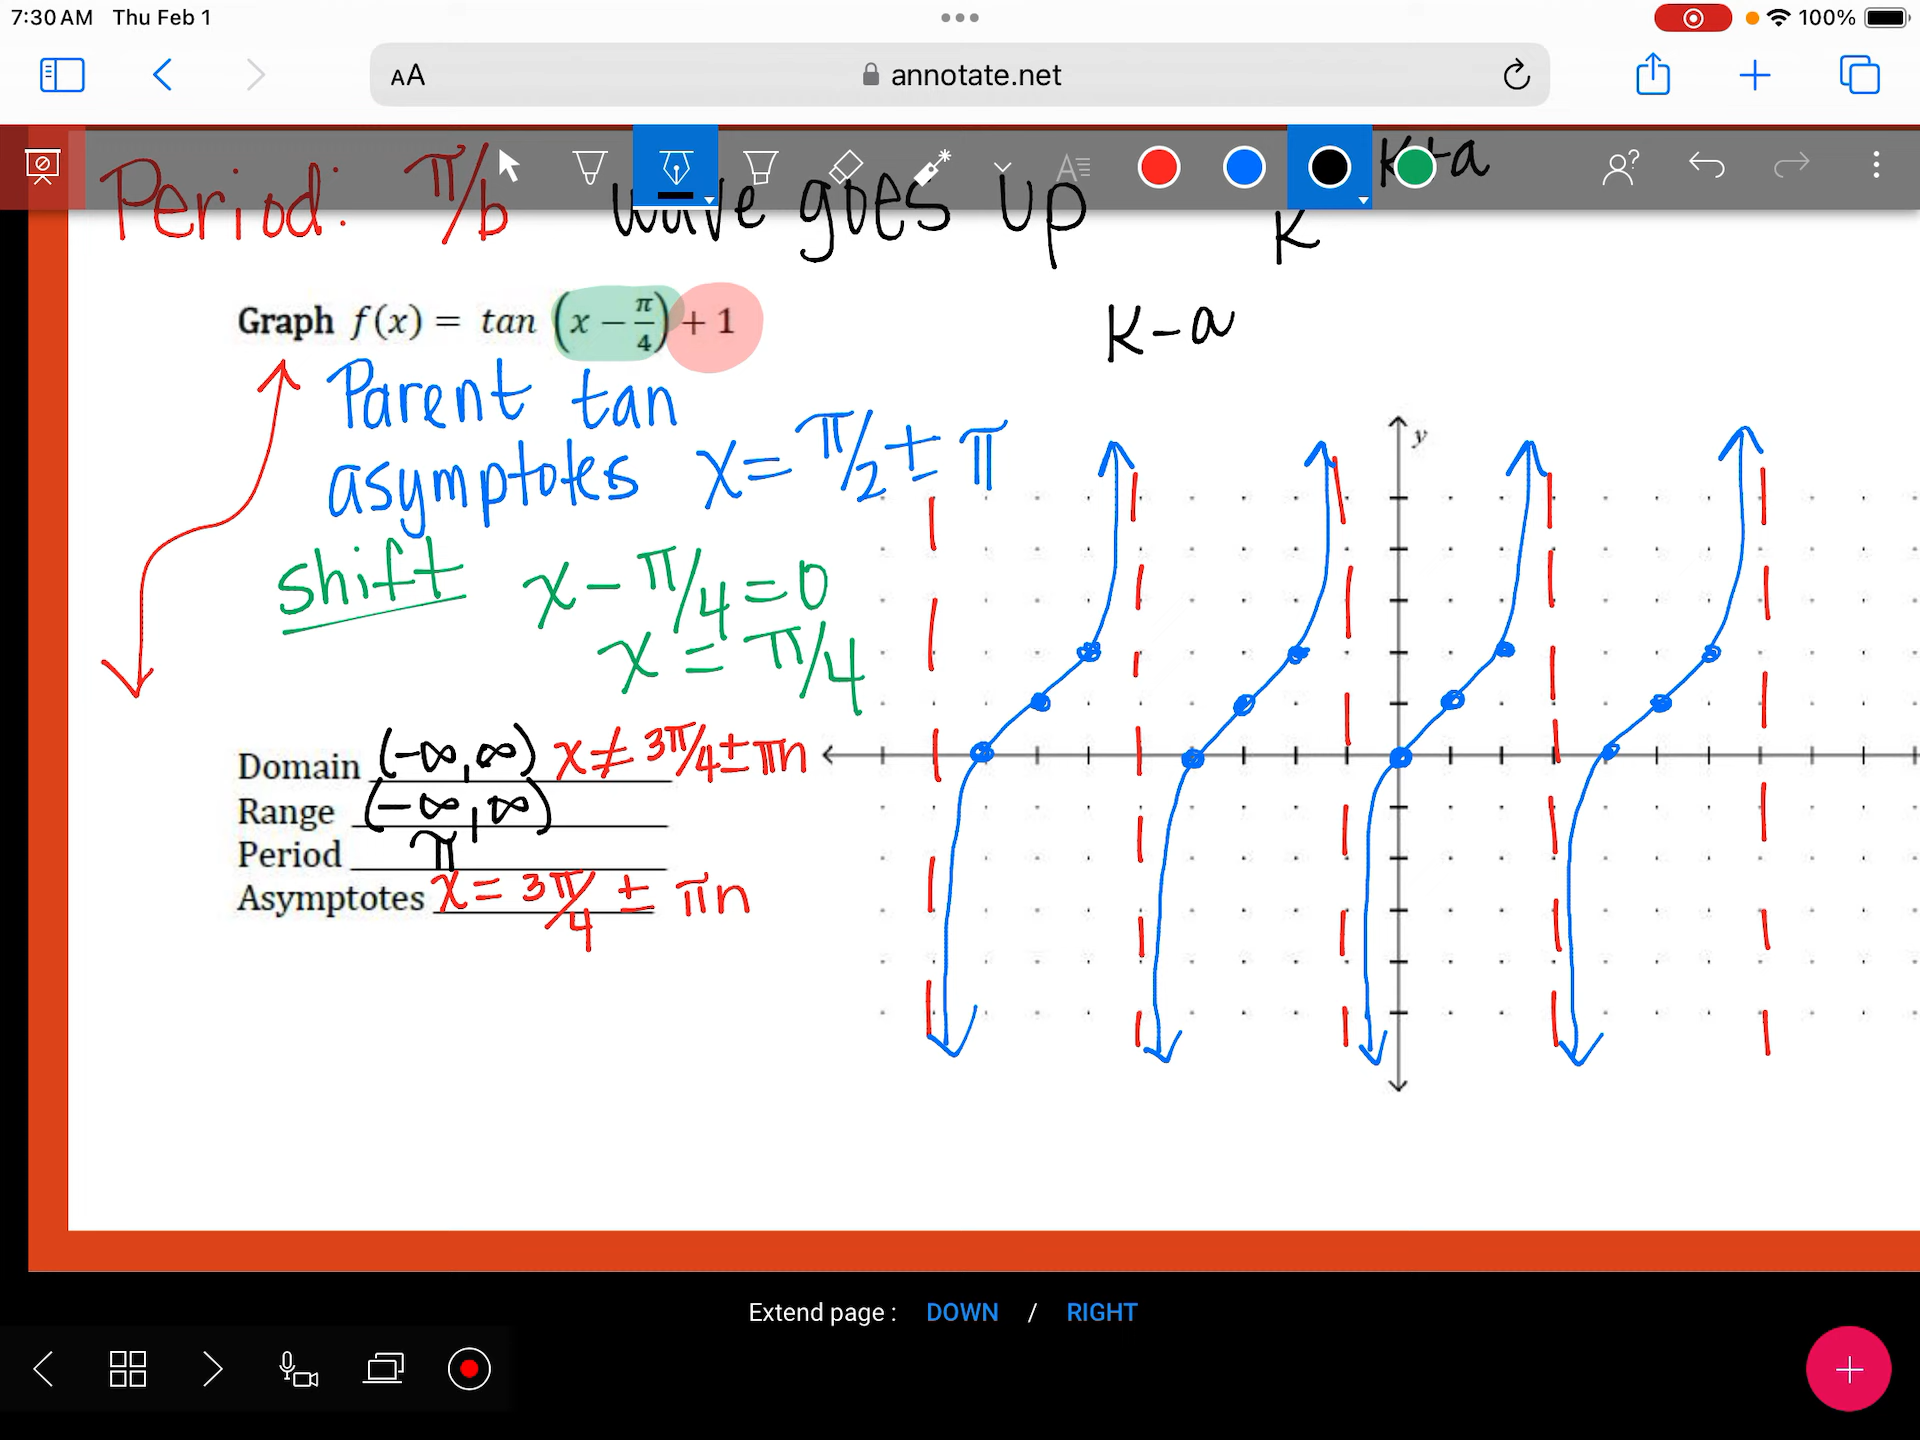 7:30 AM Thu Feb 1
100%
AA annotate.net
Period: π/b wave goes up
K+a
K
K-a
Graph f(x) = tan (x − π/4) + 1
Parent tan
asymptotes x = π/2 ± π
shift x - π/4 = 0
x = π/4
y
Domain (-∞, ∞) x ≠ 3π/4 ± πn
Range (-∞, ∞)
Period π
Asymptotes x = 3π/4 ± πn
Extend page : DOWN / RIGHT